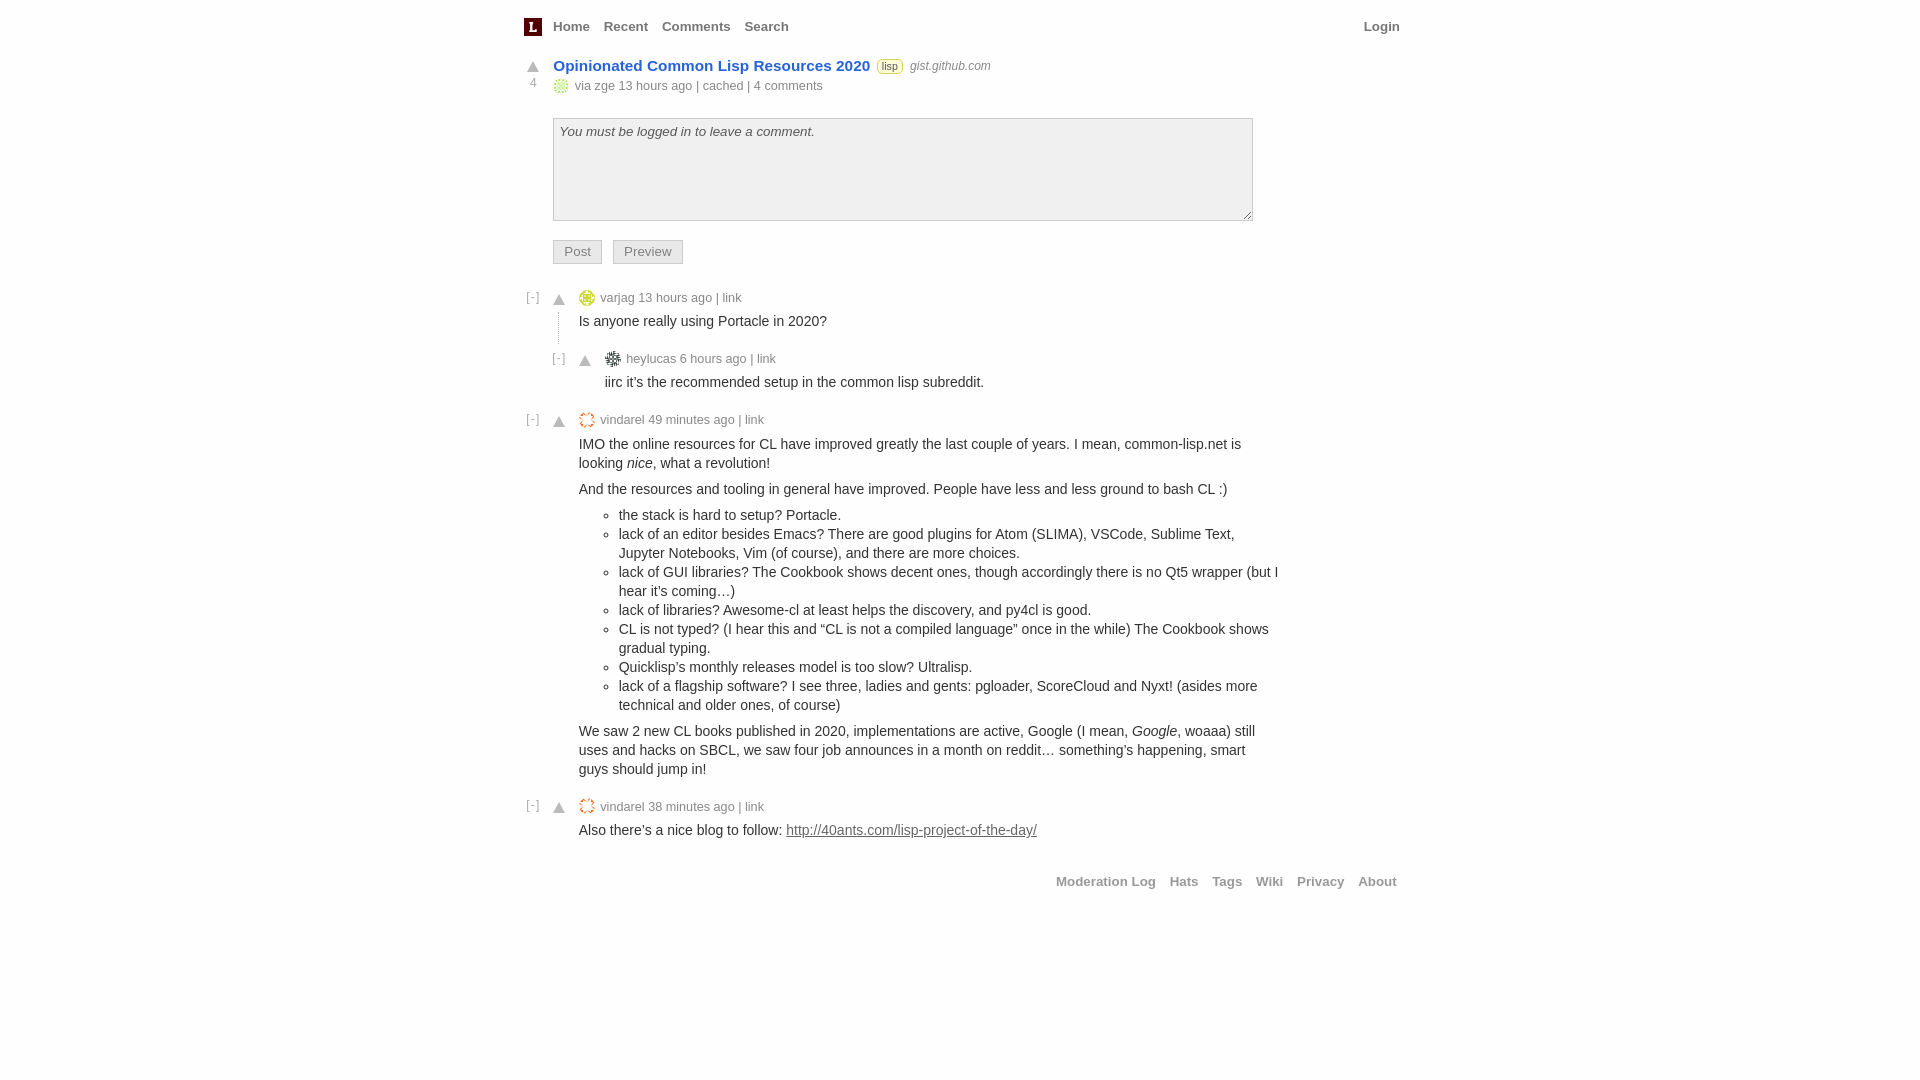 L Home Recent Comments Search Login
Opinionated Common Lisp Resources 2020 lisp gist.github.com
4
via zge 13 hours ago | cached | 4 comments
You must be logged in to leave a comment.
Post Preview
[-] varjag 13 hours ago | link
Is anyone really using Portacle in 2020?
[-] heylucas 6 hours ago | link
iirc it’s the recommended setup in the common lisp subreddit.
[-] vindarel 49 minutes ago | link
IMO the online resources for CL have improved greatly the last couple of years. I mean, common-lisp.net is
looking nice, what a revolution!
And the resources and tooling in general have improved. People have less and less ground to bash CL :)
◦ the stack is hard to setup? Portacle.
◦ lack of an editor besides Emacs? There are good plugins for Atom (SLIMA), VSCode, Sublime Text,
Jupyter Notebooks, Vim (of course), and there are more choices.
◦ lack of GUI libraries? The Cookbook shows decent ones, though accordingly there is no Qt5 wrapper (but I
hear it’s coming…)
◦ lack of libraries? Awesome-cl at least helps the discovery, and py4cl is good.
◦ CL is not typed? (I hear this and “CL is not a compiled language” once in the while) The Cookbook shows
gradual typing.
◦ Quicklisp’s monthly releases model is too slow? Ultralisp.
◦ lack of a flagship software? I see three, ladies and gents: pgloader, ScoreCloud and Nyxt! (asides more
technical and older ones, of course)
We saw 2 new CL books published in 2020, implementations are active, Google (I mean, Google, woaaa) still
uses and hacks on SBCL, we saw four job announces in a month on reddit… something’s happening, smart
guys should jump in!
[-] vindarel 38 minutes ago | link
Also there’s a nice blog to follow: http://40ants.com/lisp-project-of-the-day/
Moderation Log Hats Tags Wiki Privacy About